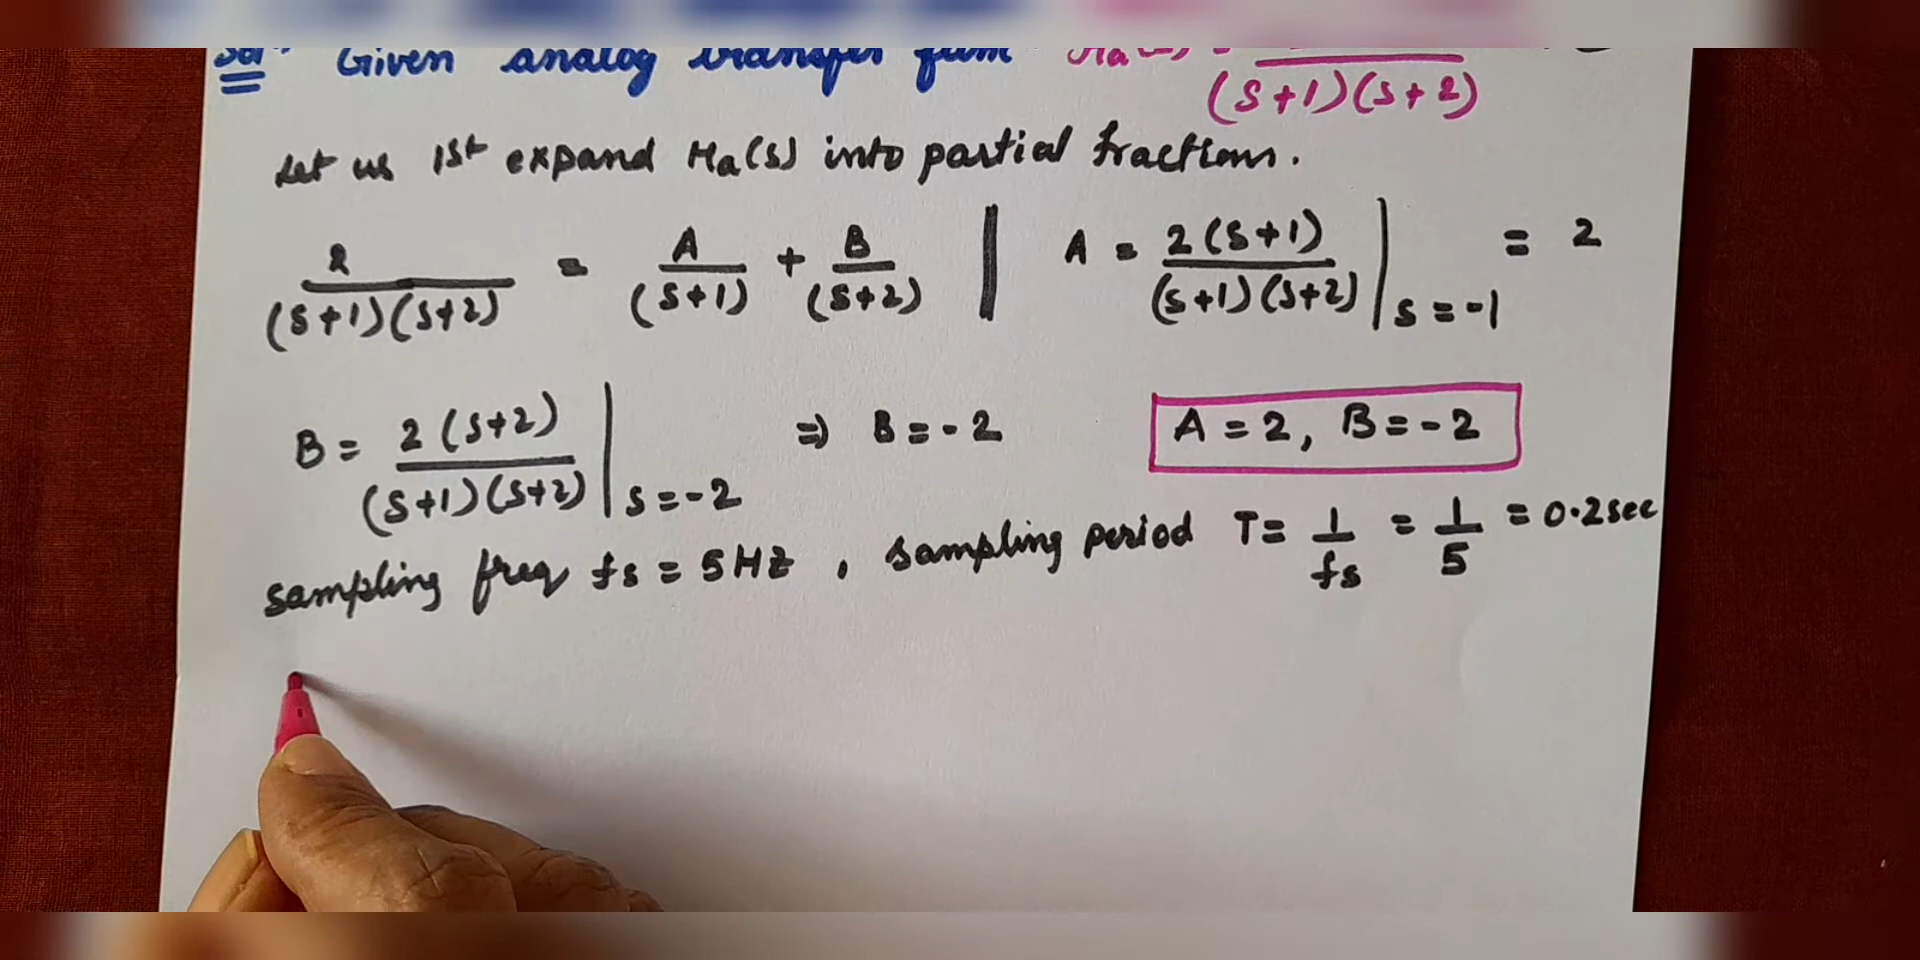 Given analog transfer funⁿ Ha(s) = ‾‾‾/(s+1)(s+2)
Let us 1st expand Ha(s) into partial fractions.
2/(s+1)(s+2) = A/(s+1) + B/(s+2) | A = 2(s+1)/(s+1)(s+2) | s=-1 = 2
B = 2(s+2)/(s+1)(s+2) | s=-2 ⇒ B=-2 A=2, B=-2
sampling freq fs = 5Hz, sampling period T= 1/fs = 1/5 = 0.2sec